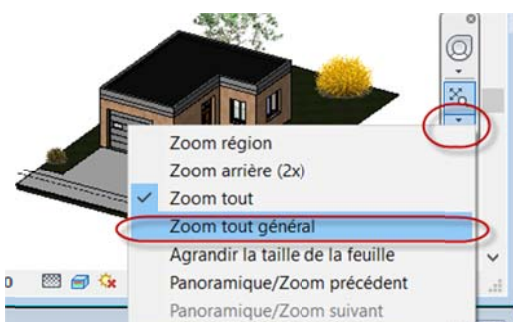 Zoom région
Zoom arrière (2x)
Zoom tout
Zoom tout général
Agrandir la taille de la feuille
Panoramique/Zoom précédent
Panoramique/Zoom suivant